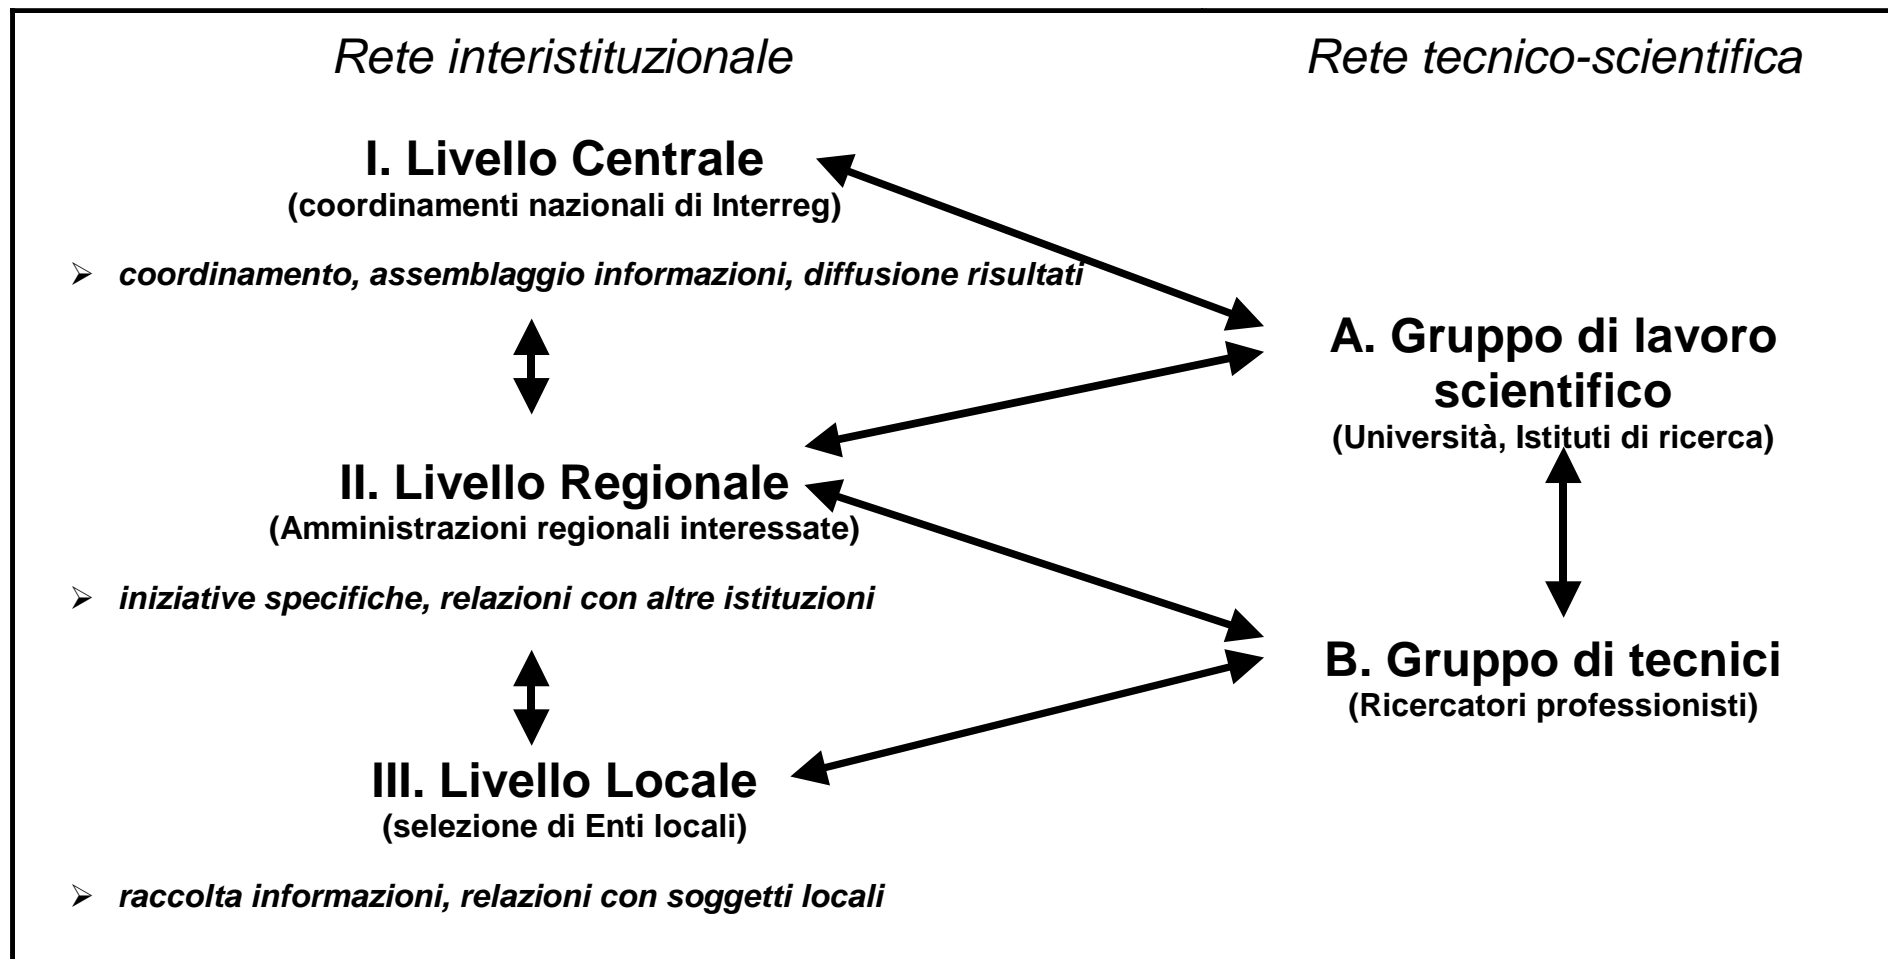 Rete interistituzionale
Rete tecnico-scientifica
I. Livello Centrale
(coordinamenti nazionali di Interreg)
➢ coordinamento, assemblaggio informazioni, diffusione risultati
A. Gruppo di lavoro
scientifico
(Università, Istituti di ricerca)
II. Livello Regionale
(Amministrazioni regionali interessate)
➢ iniziative specifiche, relazioni con altre istituzioni
B. Gruppo di tecnici
(Ricercatori professionisti)
III. Livello Locale
(selezione di Enti locali)
➢ raccolta informazioni, relazioni con soggetti locali